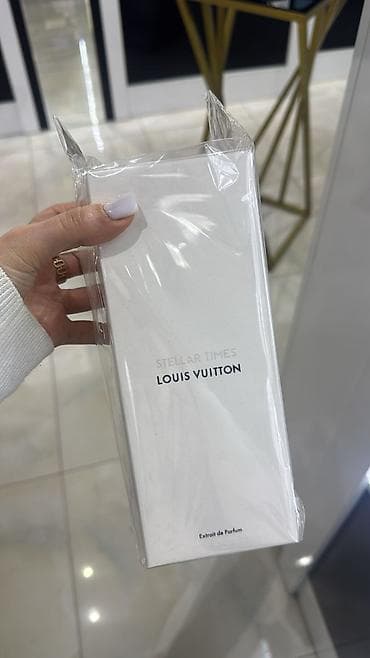 STELLAR TIMES
LOUIS VUITTON
Extrait de Parfum